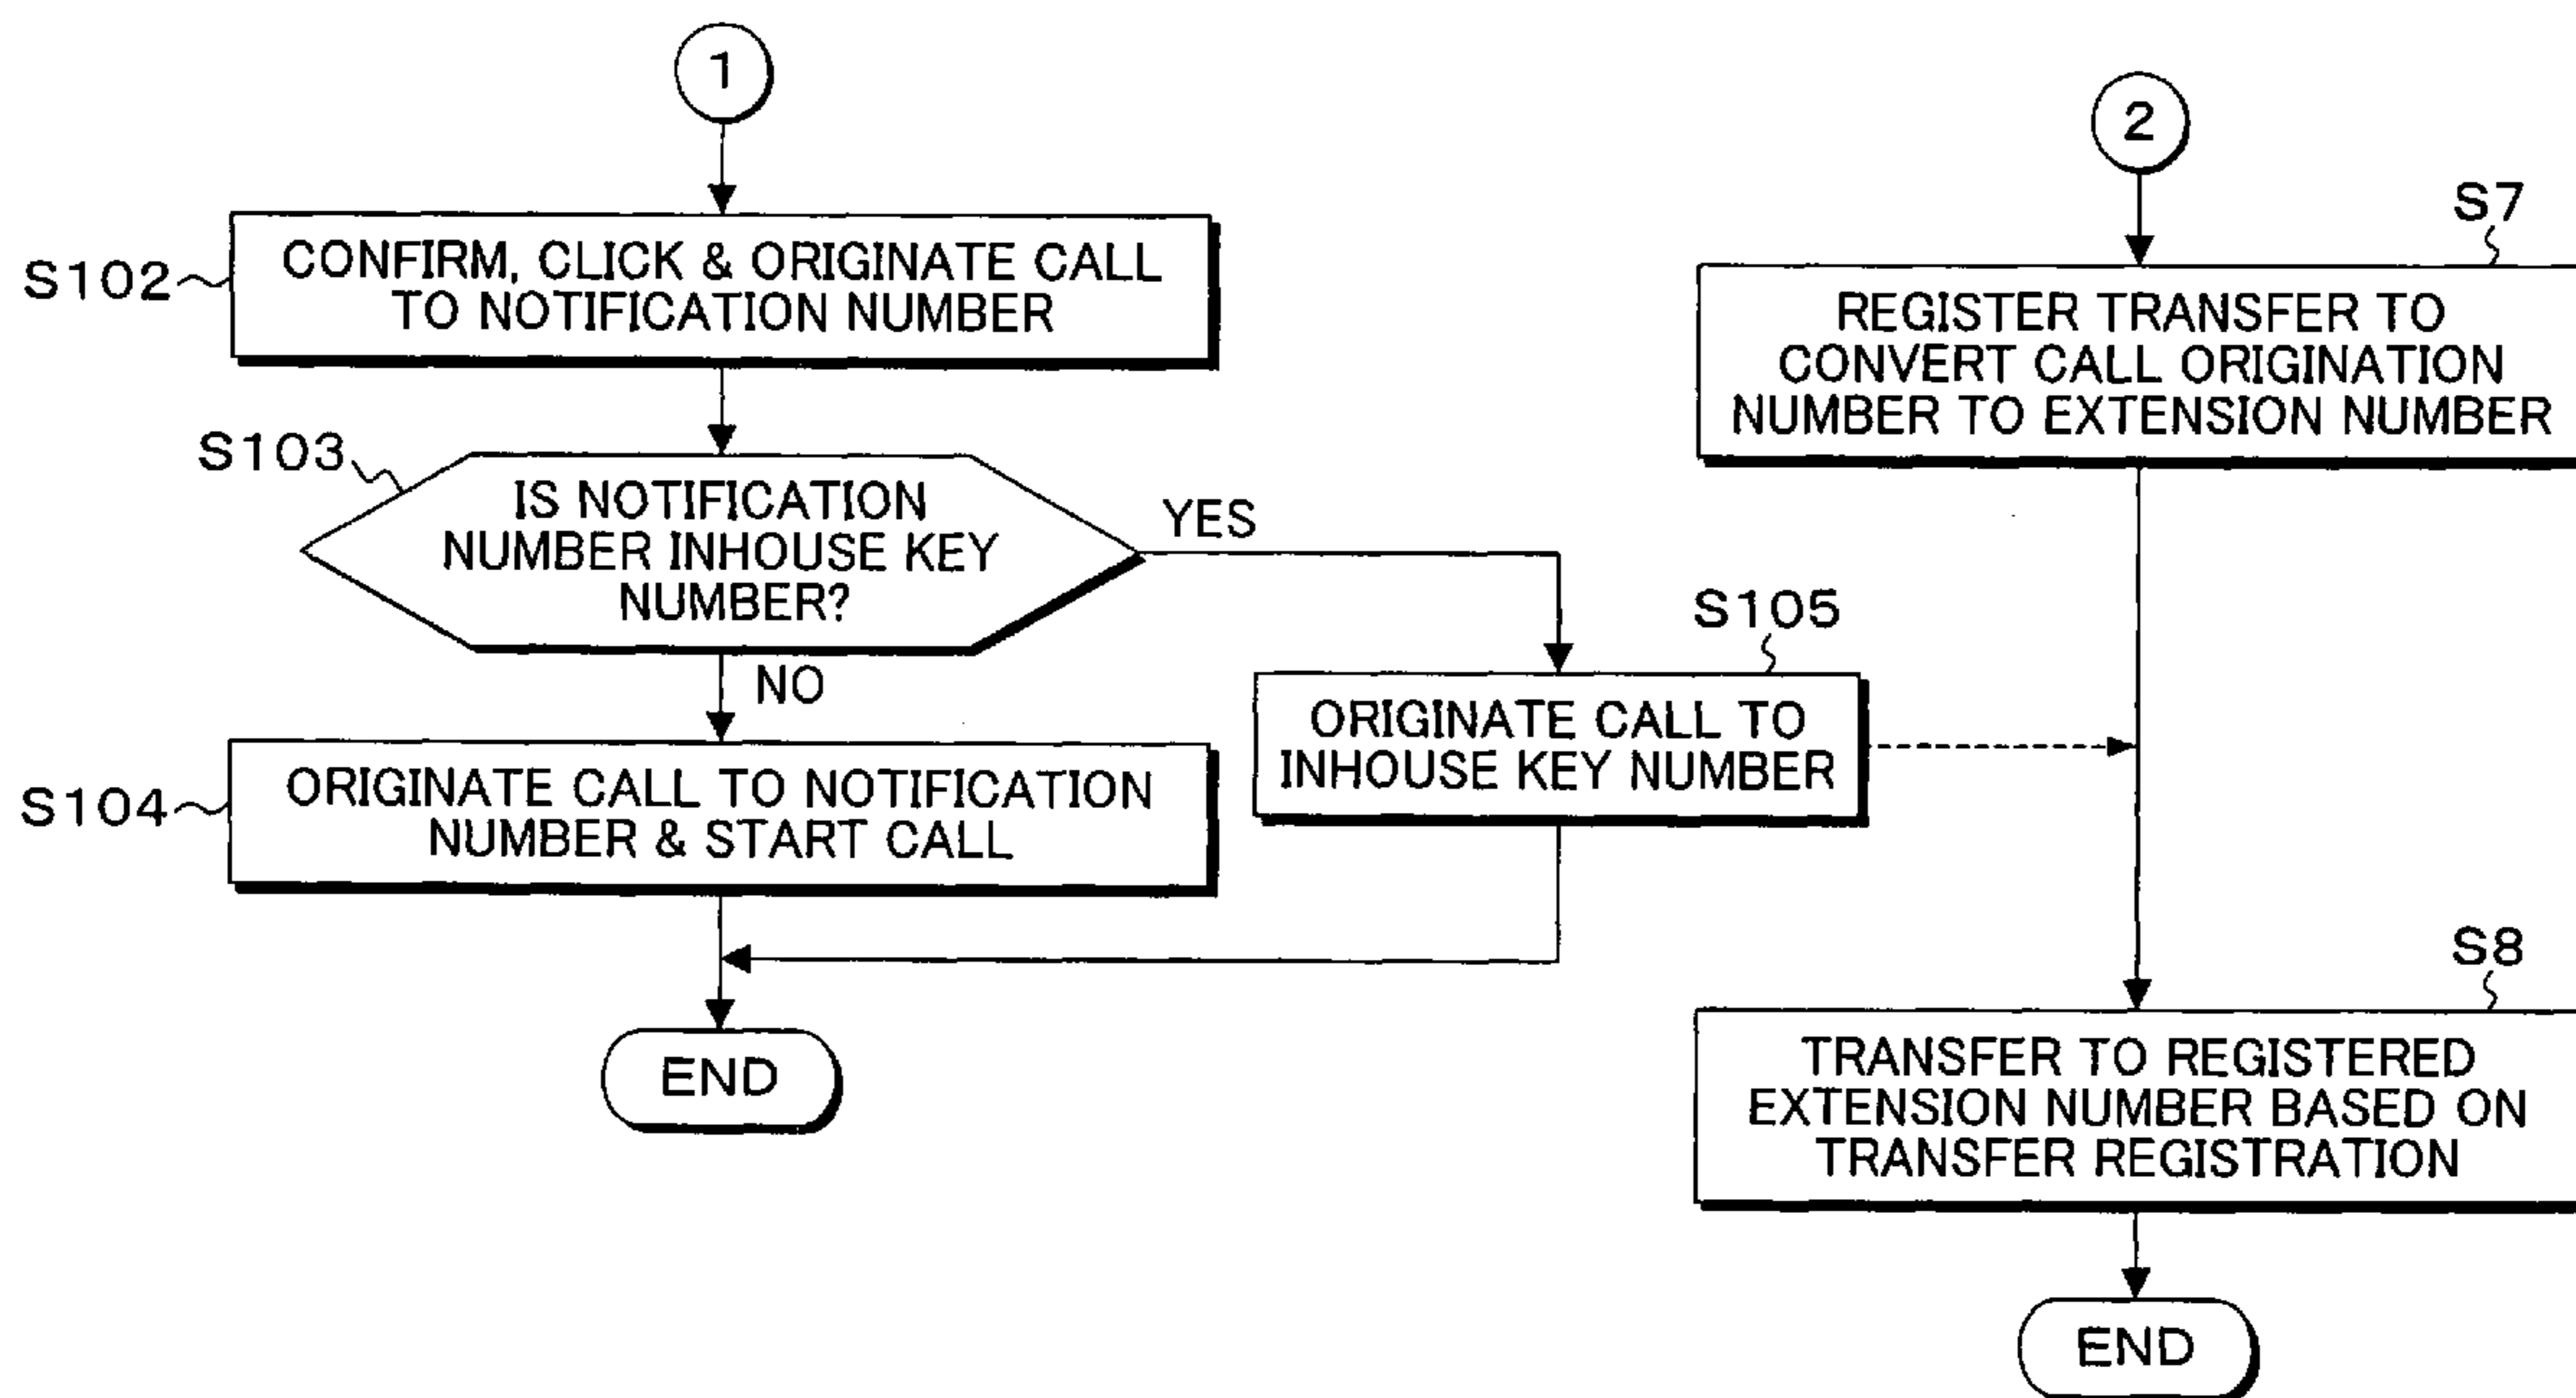 1
S102
CONFIRM, CLICK & ORIGINATE CALL
TO NOTIFICATION NUMBER
S103
IS NOTIFICATION
NUMBER INHOUSE KEY
NUMBER?
YES
NO
S104
ORIGINATE CALL TO NOTIFICATION
NUMBER & START CALL
S105
ORIGINATE CALL TO
INHOUSE KEY NUMBER
END
2
S7
REGISTER TRANSFER TO
CONVERT CALL ORIGINATION
NUMBER TO EXTENSION NUMBER
S8
TRANSFER TO REGISTERED
EXTENSION NUMBER BASED ON
TRANSFER REGISTRATION
END